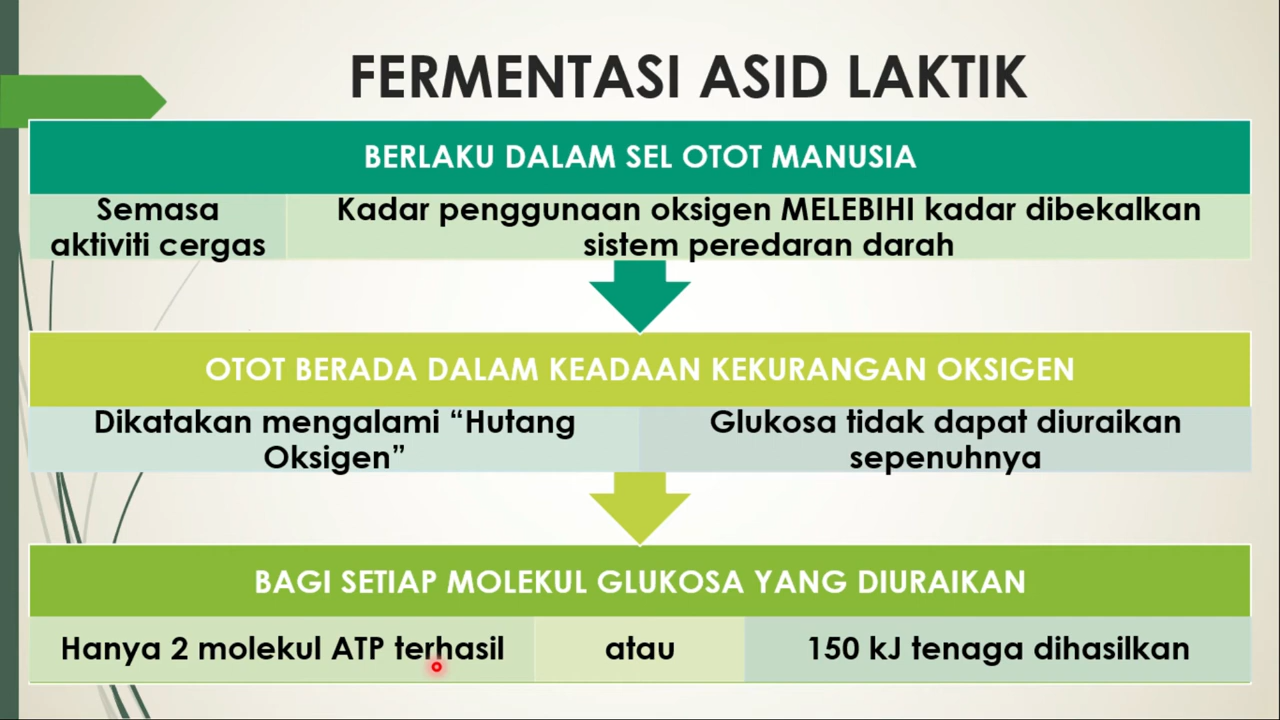 FERMENTASI ASID LAKTIK
BERLAKU DALAM SEL OTOT MANUSIA
Semasa
aktiviti cergas
Kadar penggunaan oksigen MELEBIHI kadar dibekalkan
sistem peredaran darah
OTOT BERADA DALAM KEADAAN KEKURANGAN OKSIGEN
Dikatakan mengalami “Hutang
Oksigen”
Glukosa tidak dapat diuraikan
sepenuhnya
BAGI SETIAP MOLEKUL GLUKOSA YANG DIURAIKAN
Hanya 2 molekul ATP terhasil
atau
150 kJ tenaga dihasilkan